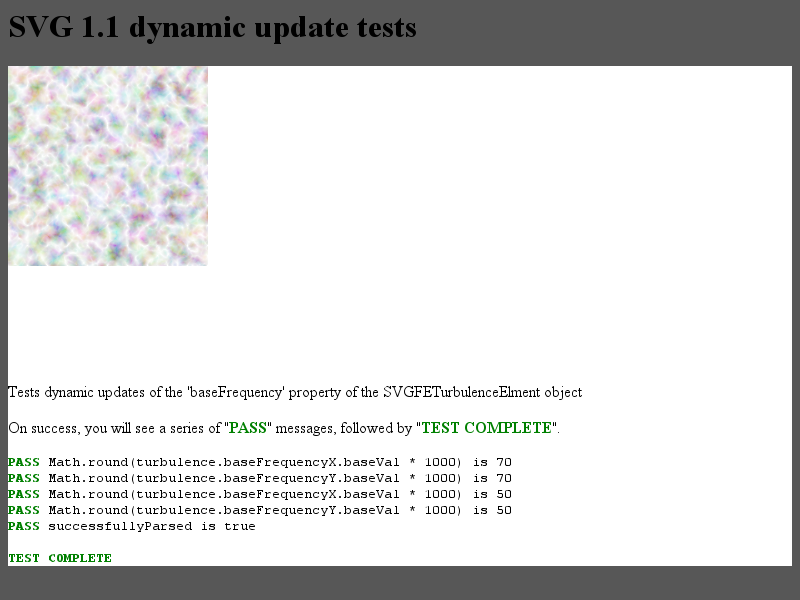 SVG 1.1 dynamic update tests
Tests dynamic updates of the 'baseFrequency' property of the SVGFETurbulenceElment object
On success, you will see a series of "PASS" messages, followed by "TEST COMPLETE".
PASS Math.round(turbulence.baseFrequencyX.baseVal * 1000) is 70
PASS Math.round(turbulence.baseFrequencyY.baseVal * 1000) is 70
PASS Math.round(turbulence.baseFrequencyX.baseVal * 1000) is 50
PASS Math.round(turbulence.baseFrequencyY.baseVal * 1000) is 50
PASS successfullyParsed is true
TEST COMPLETE